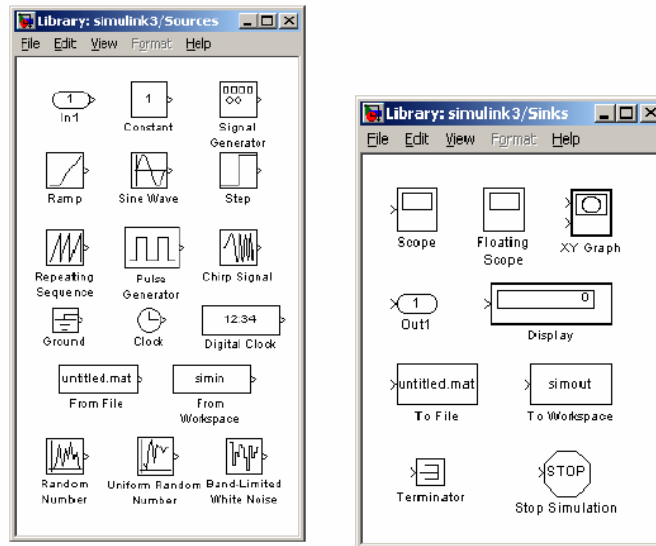 Library: simulink3/Sources
File Edit View Format Help
1
In1
1
Constant
Signal
Generator
Ramp
Sine Wave
Step
Repeating
Sequence
Pulse
Generator
Chirp Signal
Ground
Clock
12:34
Digital Clock
untitled.mat
From File
simin
From
Workspace
Random
Number
Uniform Random
Number
Band-Limited
White Noise
Library: simulink3/Sinks
File Edit View Format Help
Scope
Floating
Scope
XY Graph
1
Out1
0
Display
untitled.mat
To File
simout
To Workspace
Terminator
STOP
Stop Simulation